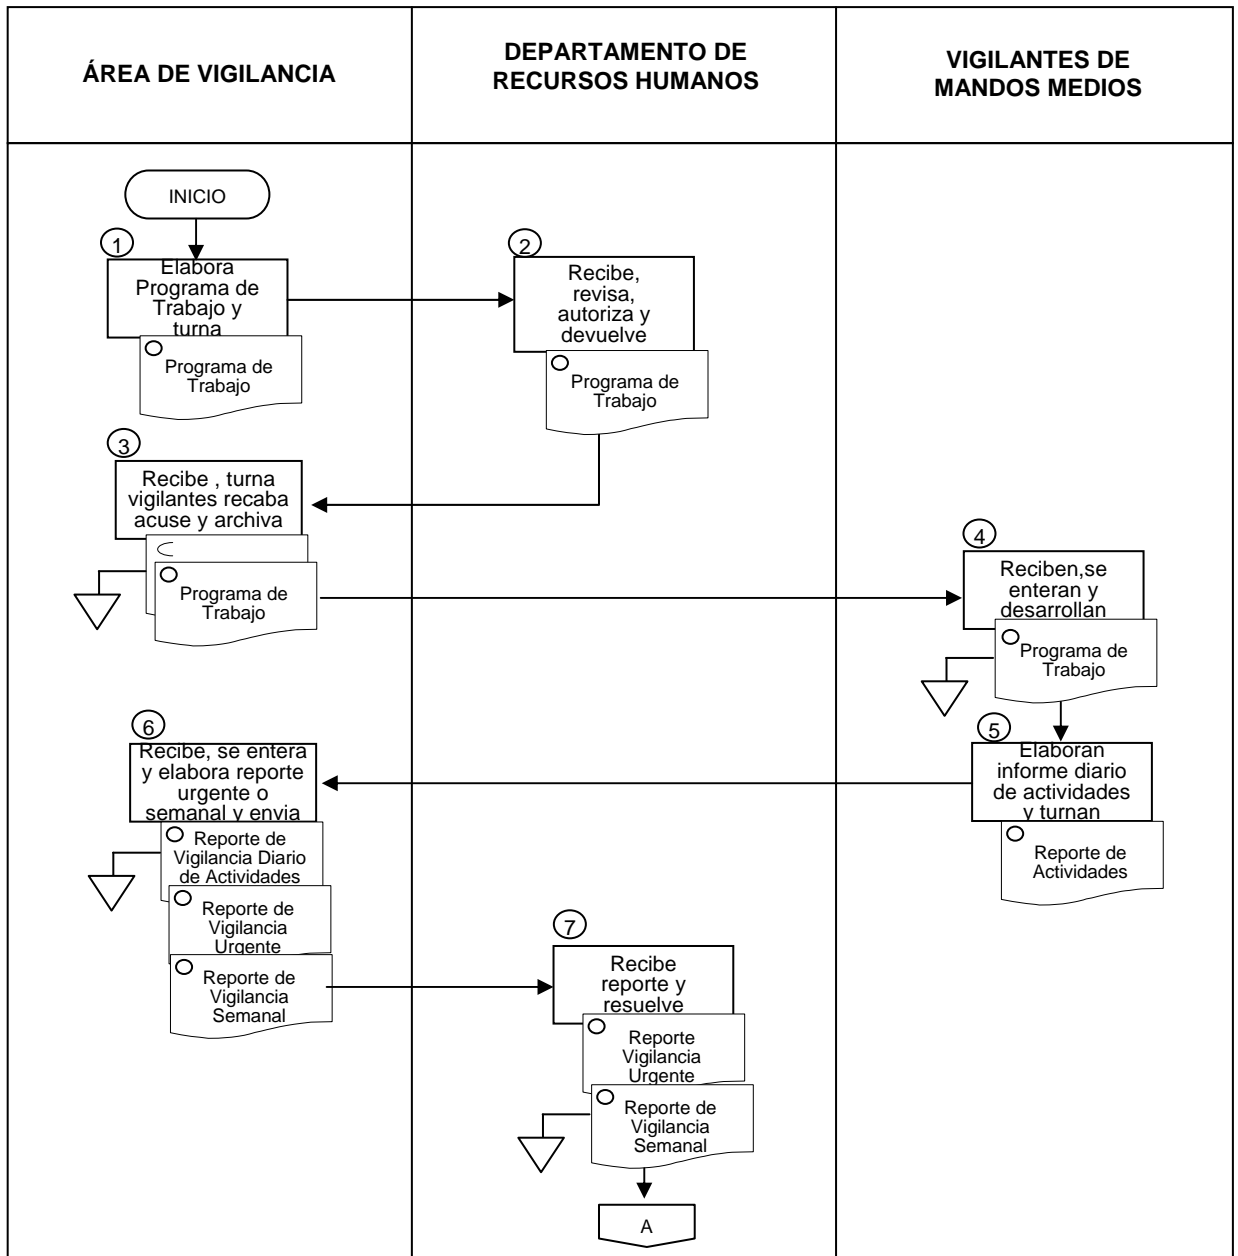 ÁREA DE VIGILANCIA
DEPARTAMENTO DE
RECURSOS HUMANOS
VIGILANTES DE
MANDOS MEDIOS
INICIO
1
Elabora
Programa de
Trabajo y
turna
Programa de
Trabajo
2
Recibe,
revisa,
autoriza y
devuelve
Programa de
Trabajo
3
Recibe , turna
vigilantes recaba
acuse y archiva
Programa de
Trabajo
4
Reciben,se
enteran y
desarrollan
Programa de
Trabajo
5
Elaboran
informe diario
de actividades
y turnan
Reporte de
Actividades
6
Recibe, se entera
y elabora reporte
urgente o
semanal y envia
Reporte de
Vigilancia Diario
de Actividades
Reporte de
Vigilancia
Urgente
Reporte de
Vigilancia
Semanal
7
Recibe
reporte y
resuelve
Reporte
Vigilancia
Urgente
Reporte de
Vigilancia
Semanal
A